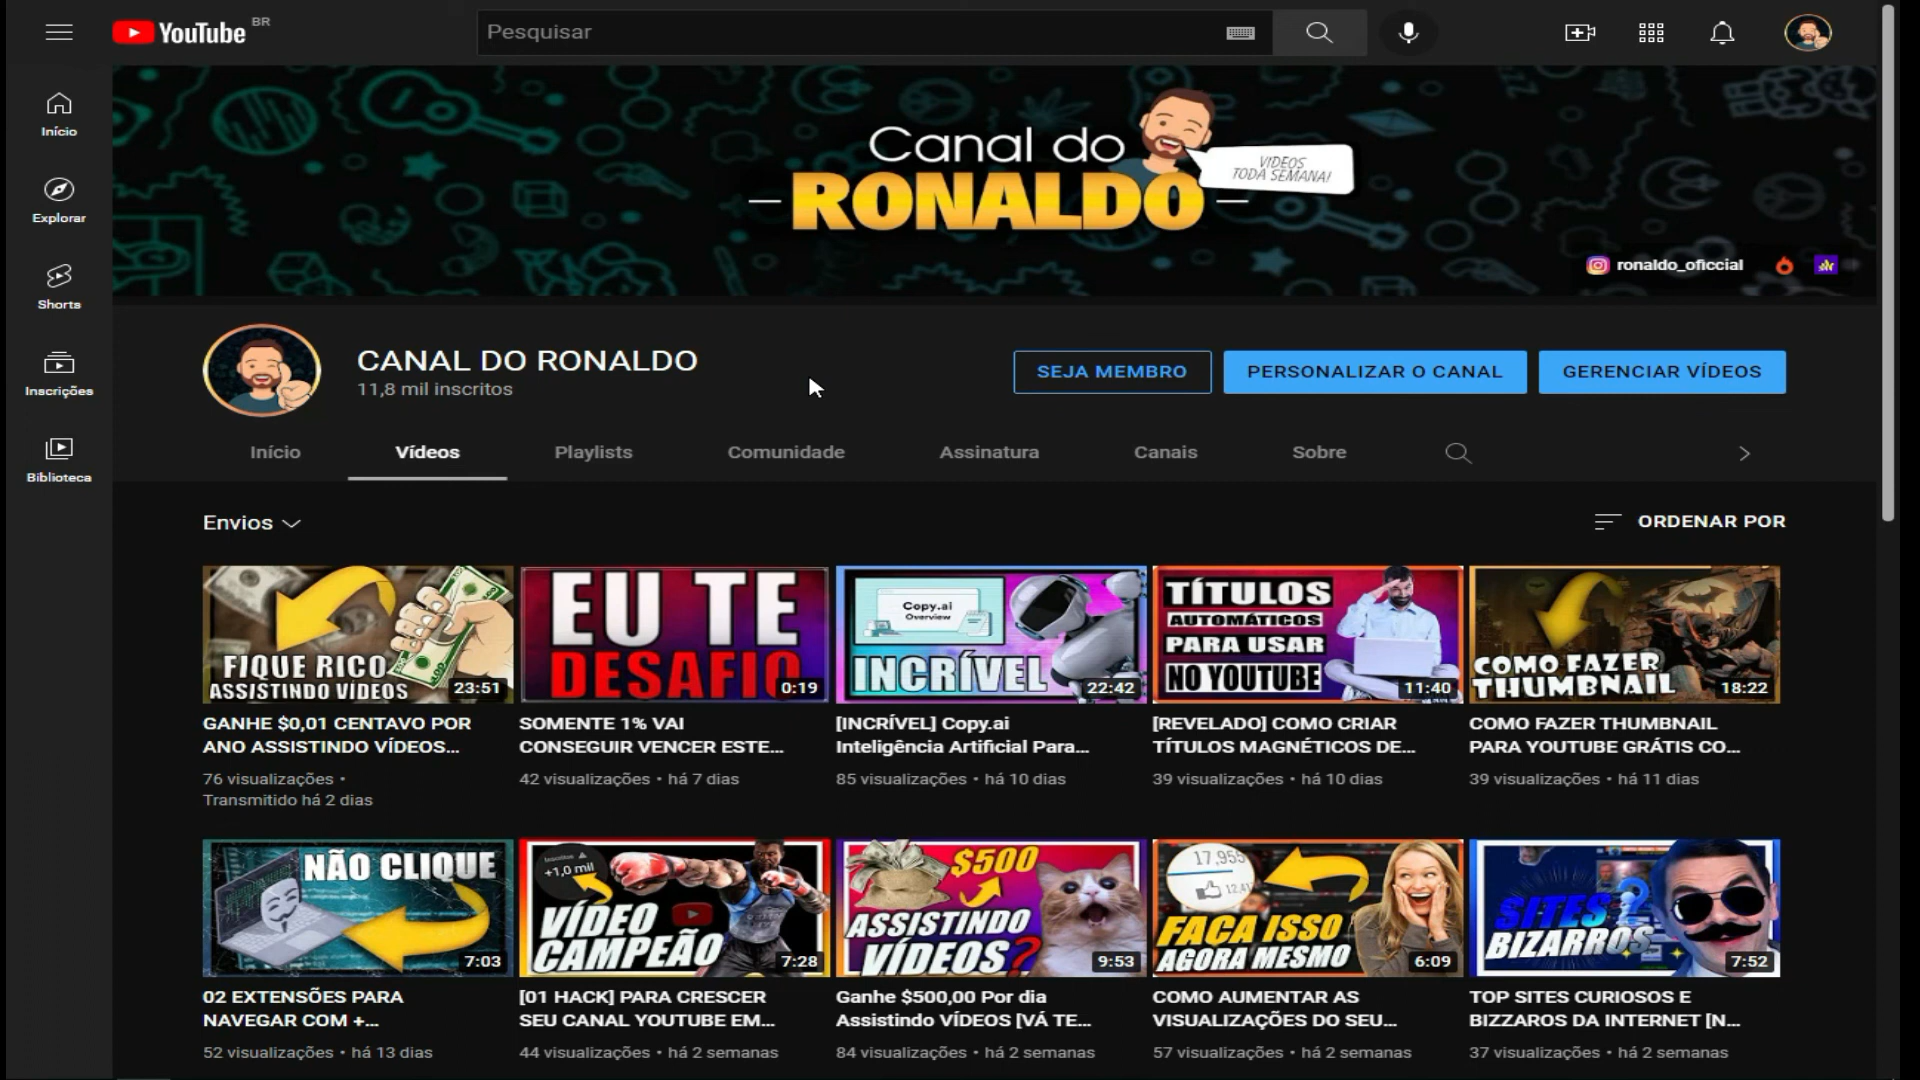 YouTube BR
Pesquisar
Início
Explorar
Shorts
Inscrições
Biblioteca
Canal do
RONALDO
VIDEOS
TODA SEMANA!
ronaldo_oficcial
CANAL DO RONALDO
11,8 mil inscritos
SEJA MEMBRO
PERSONALIZAR O CANAL
GERENCIAR VÍDEOS
Início Vídeos Playlists Comunidade Assinatura Canais Sobre
Envios
ORDENAR POR
FIQUE RICO
ASSISTINDO VÍDEOS
23:51
GANHE $0,01 CENTAVO POR
ANO ASSISTINDO VÍDEOS...
76 visualizações •
Transmitido há 2 dias
EU TE
DESAFIO
0:19
SOMENTE 1% VAI
CONSEGUIR VENCER ESTE...
42 visualizações • há 7 dias
Copy.ai
Overview
INCRÍVEL
22:42
[INCRÍVEL] Copy.ai
Inteligência Artificial Para...
85 visualizações • há 10 dias
TÍTULOS
AUTOMÁTICOS
PARA USAR
NO YOUTUBE
11:40
[REVELADO] COMO CRIAR
TÍTULOS MAGNÉTICOS DE...
39 visualizações • há 10 dias
COMO FAZER
THUMBNAIL
18:22
COMO FAZER THUMBNAIL
PARA YOUTUBE GRÁTIS CO...
39 visualizações • há 11 dias
NÃO CLIQUE
7:03
02 EXTENSÕES PARA
NAVEGAR COM +...
52 visualizações • há 13 dias
Inscritos
+1,0 mil
VÍDEO
CAMPEÃO
7:28
[01 HACK] PARA CRESCER
SEU CANAL YOUTUBE EM...
44 visualizações • há 2 semanas
$500
ASSISTINDO
VÍDEOS?
9:53
Ganhe $500,00 Por dia
Assistindo VÍDEOS [VÁ TE...
84 visualizações • há 2 semanas
17,955
FAÇA ISSO
AGORA MESMO
6:09
COMO AUMENTAR AS
VISUALIZAÇÕES DO SEU...
57 visualizações • há 2 semanas
SITES ?
BIZARROS
7:52
TOP SITES CURIOSOS E
BIZZAROS DA INTERNET [N...
37 visualizações • há 2 semanas